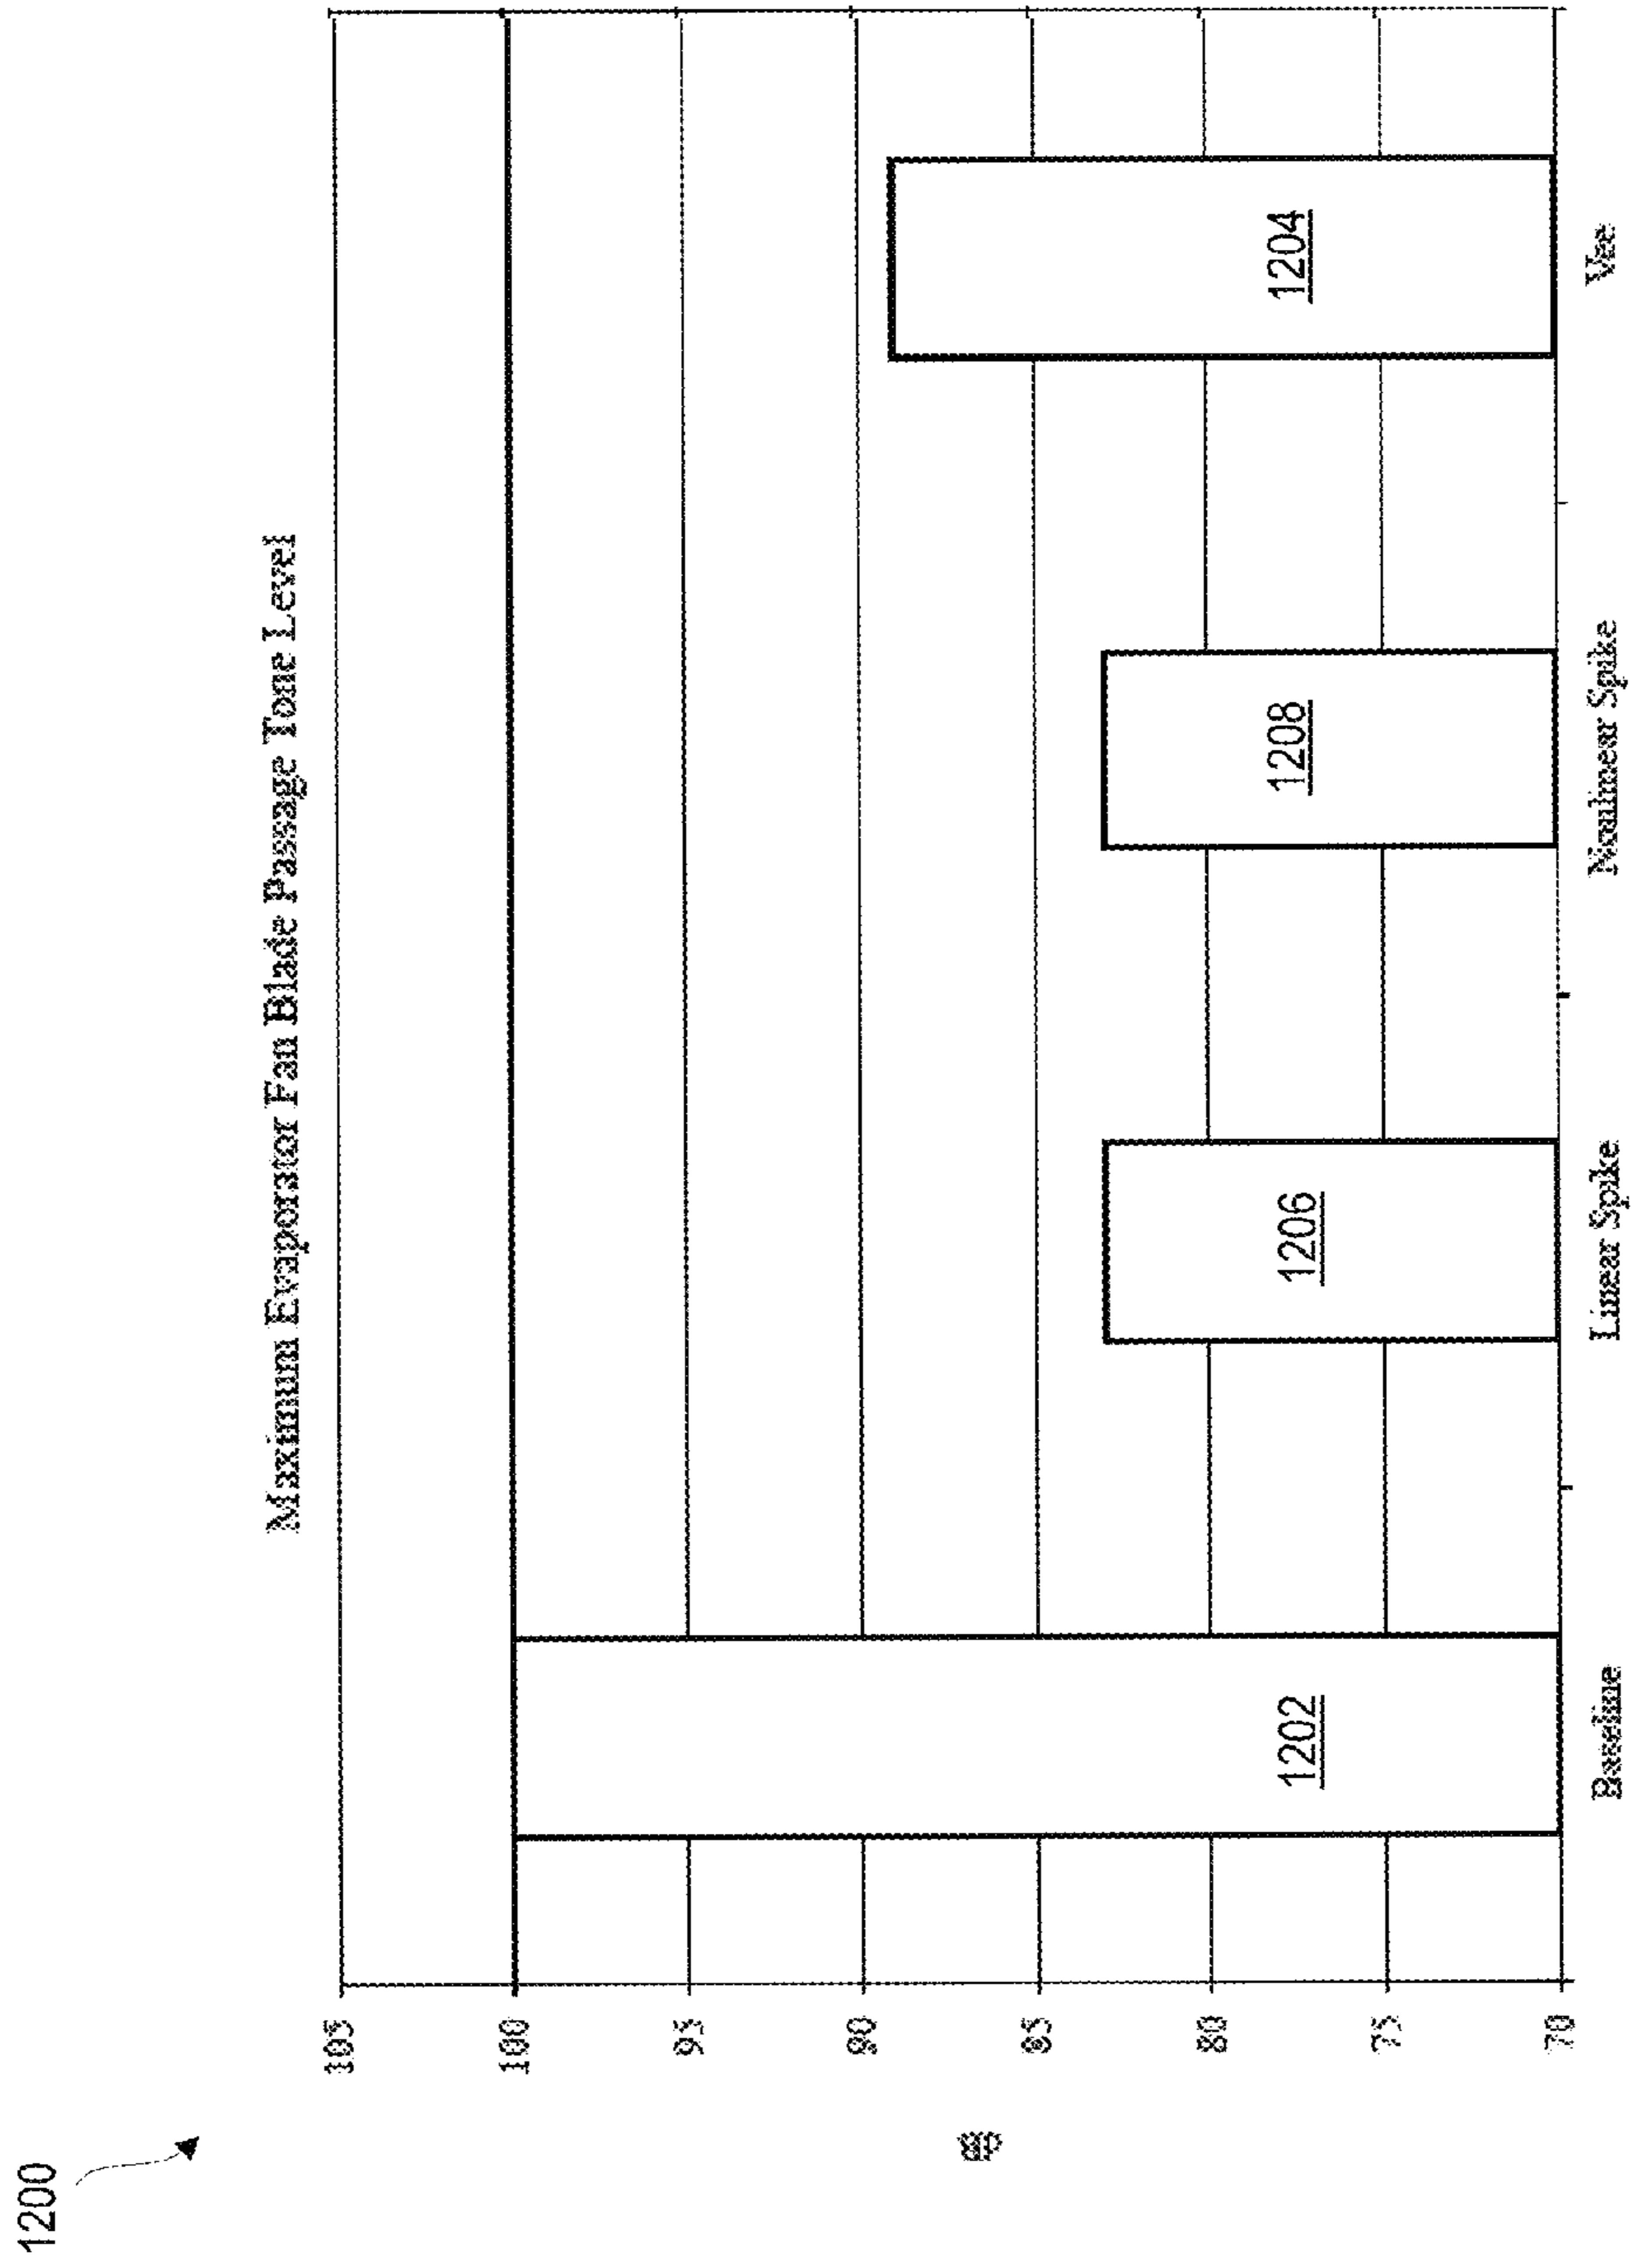 1200
Maximum Evaporator Fan Blade Passage Tone Level
105
100
95
90
85
80
75
70
dB
1202
1206
1208
1204
Baseline
Linear Spike
Nonlinear Spike
Vee